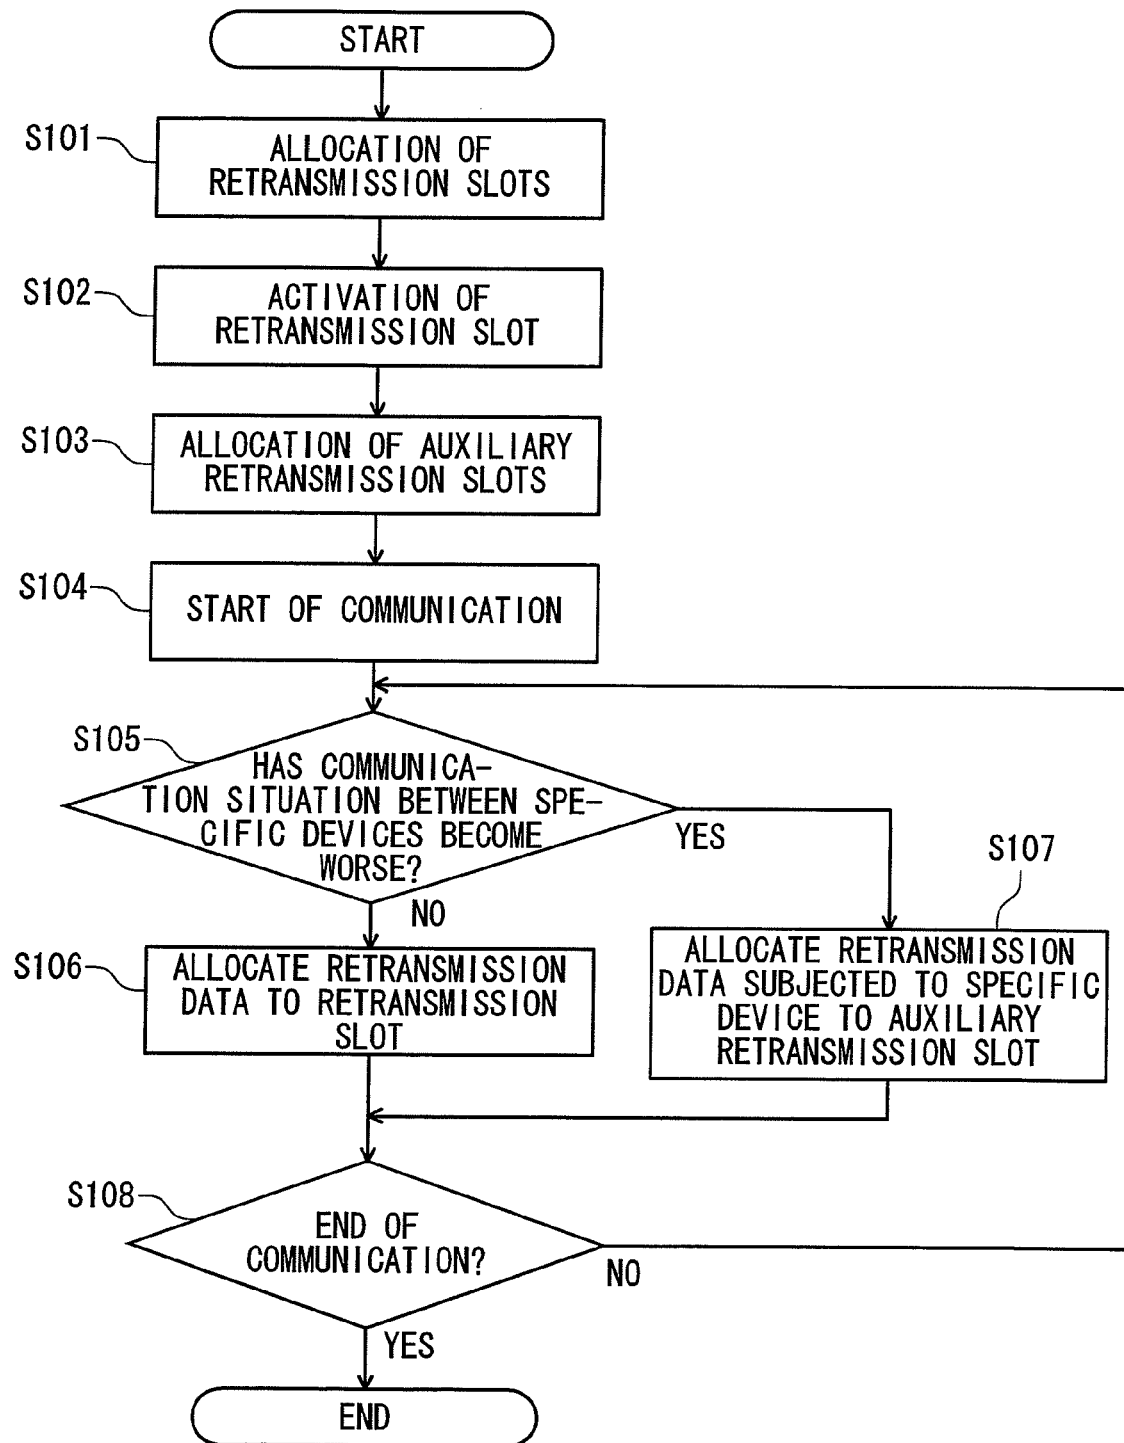 START
S101
ALLOCATION OF
RETRANSMISSION SLOTS
S102
ACTIVATION OF
RETRANSMISSION SLOT
S103
ALLOCATION OF AUXILIARY
RETRANSMISSION SLOTS
S104
START OF COMMUNICATION
S105
HAS COMMUNICA-
TION SITUATION BETWEEN SPE-
CIFIC DEVICES BECOME
WORSE?
YES
NO
S106
ALLOCATE RETRANSMISSION
DATA TO RETRANSMISSION
SLOT
S107
ALLOCATE RETRANSMISSION
DATA SUBJECTED TO SPECIFIC
DEVICE TO AUXILIARY
RETRANSMISSION SLOT
S108
END OF
COMMUNICATION?
NO
YES
END